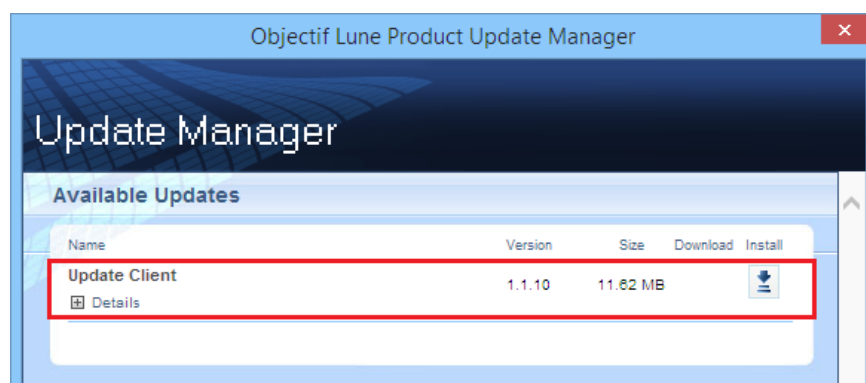 Objectif Lune Product Update Manager
Update Manager
Available Updates
Name Version Size Download Install
Update Client 1.1.10 11.62 MB
Details